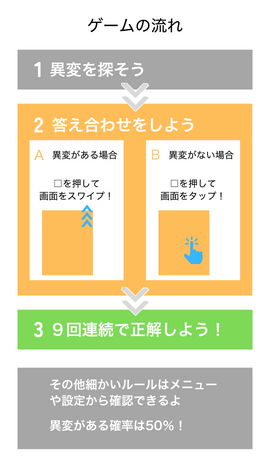 ゲームの流れ
1 異変を探そう
2 答え合わせをしよう
A 異変がある場合
□を押して
画面をスワイプ！
B 異変がない場合
□を押して
画面をタップ！
3 ９回連続で正解しよう！
その他細かいルールはメニュー
や設定から確認できるよ
異変がある確率は50%！